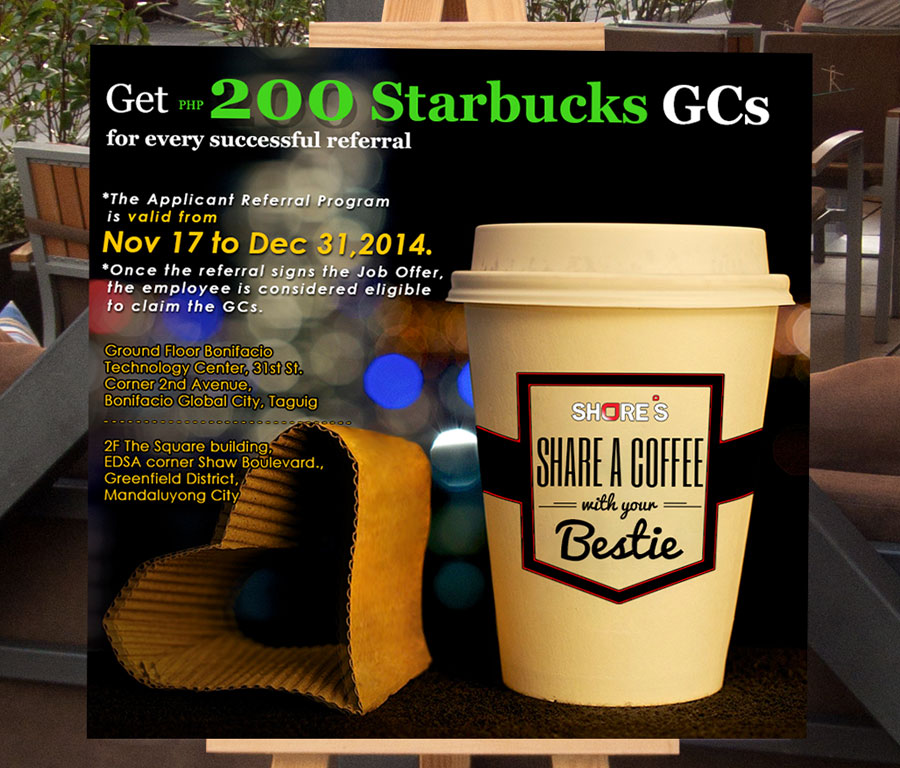 Get PHP 200 Starbucks GCs
for every successful referral
*The Applicant Referral Program
is valid from
Nov 17 to Dec 31,2014.
*Once the referral signs the Job Offer,
the employee is considered eligible
to claim the GCs.
Ground Floor Bonifacio
Technology Center, 31st St.
Corner 2nd Avenue,
Bonifacio Global City, Taguig
2F The Square building,
EDSA corner Shaw Boulevard.,
Greenfield District,
Mandaluyong City
SHORE'S
SHARE A COFFEE
with your
Bestie